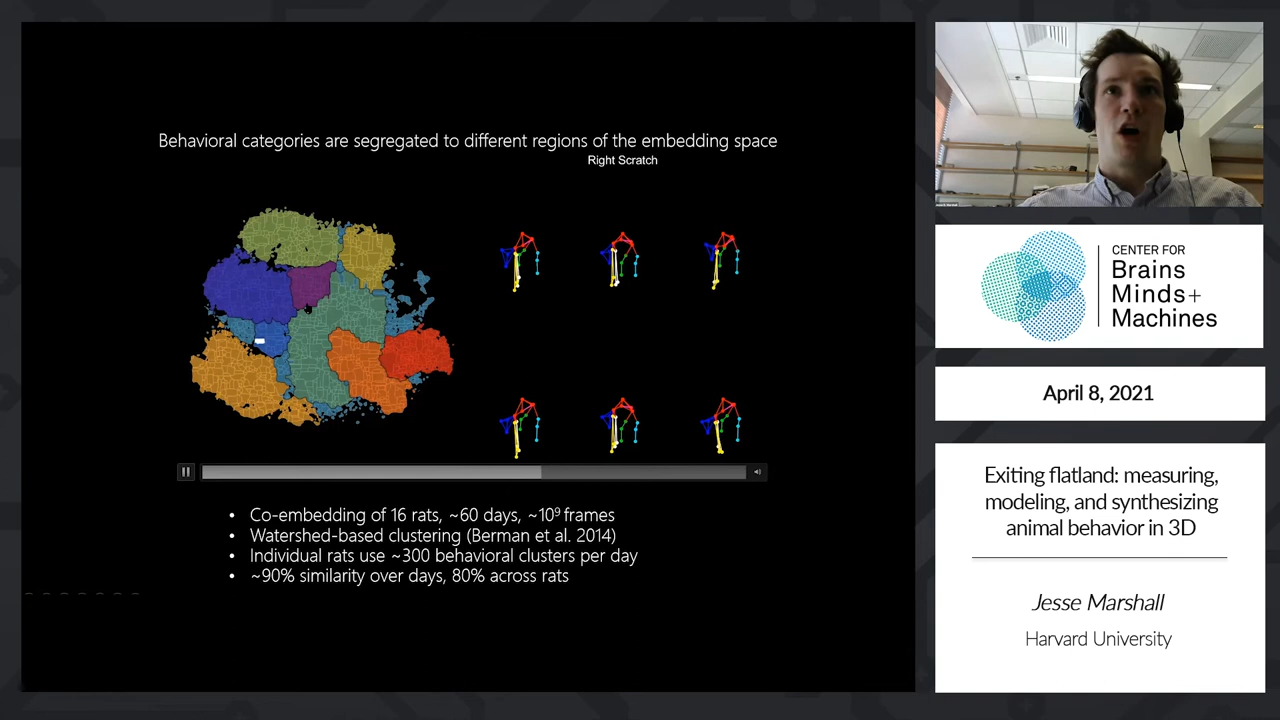 Behavioral categories are segregated to different regions of the embedding space
Right Scratch
• Co-embedding of 16 rats, ~60 days, ~10⁹ frames
• Watershed-based clustering (Berman et al. 2014)
• Individual rats use ~300 behavioral clusters per day
• ~90% similarity over days, 80% across rats
CENTER FOR
Brains
Minds+
Machines
April 8, 2021
Exiting flatland: measuring,
modeling, and synthesizing
animal behavior in 3D
Jesse Marshall
Harvard University